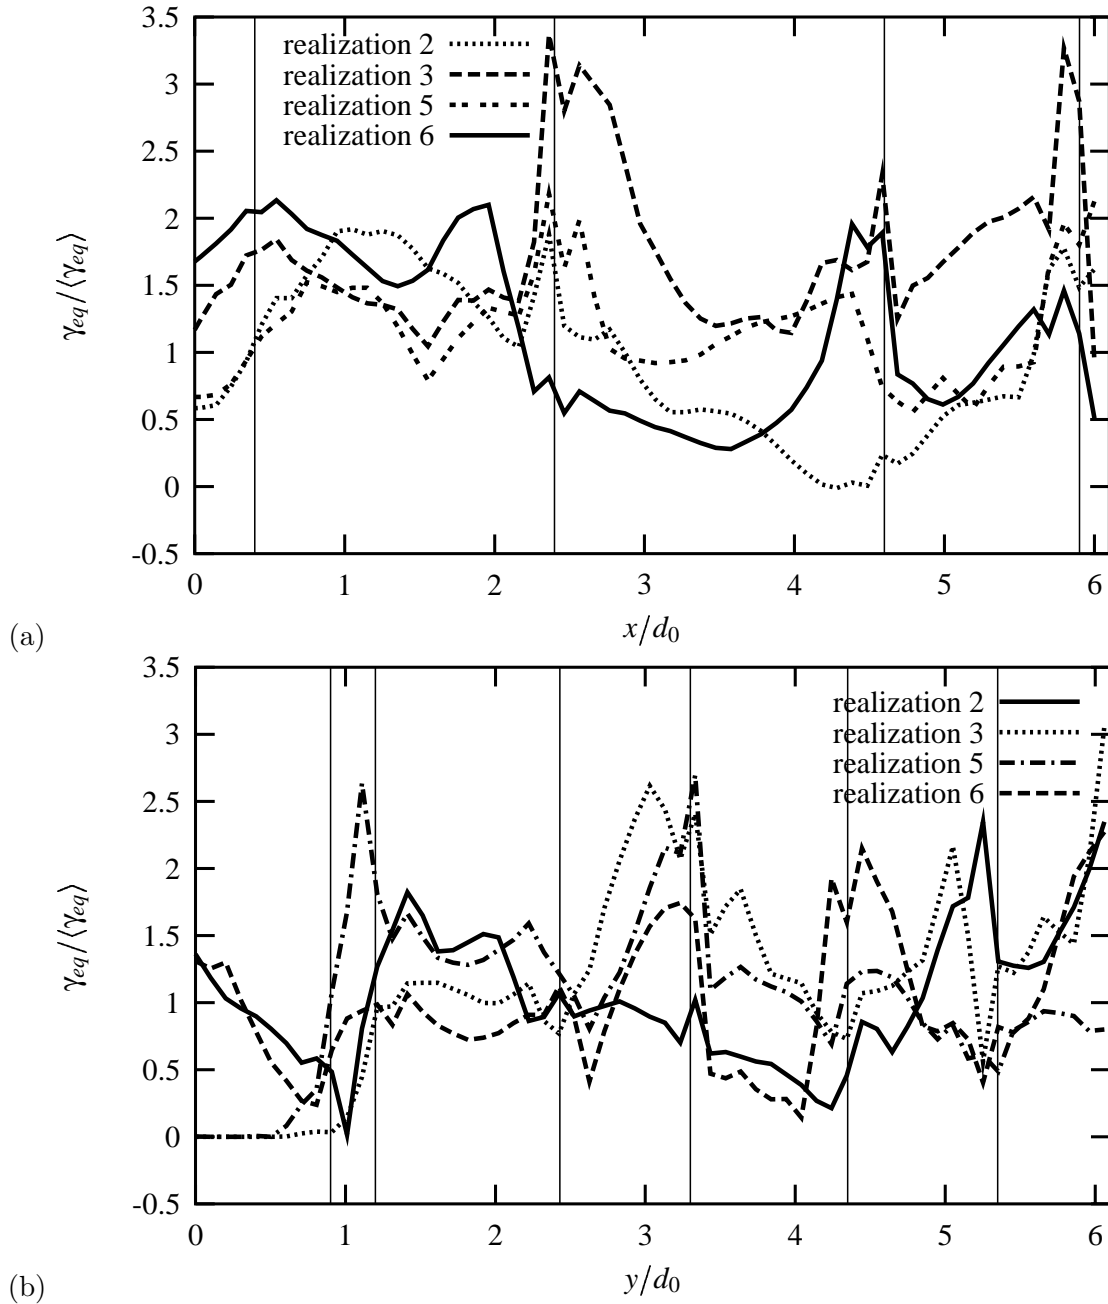 3.5
3
2.5
2
1.5
1
0.5
0
-0.5
γeq/⟨γeq⟩
realization 2
realization 3
realization 5
realization 6
0 1 2 3 4 5 6
x/d0
(a)
3.5
3
2.5
2
1.5
1
0.5
0
-0.5
γeq/⟨γeq⟩
realization 2
realization 3
realization 5
realization 6
0 1 2 3 4 5 6
y/d0
(b)